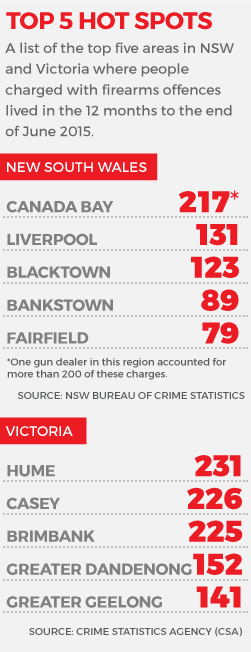 TOP 5 HOT SPOTS
A list of the top five areas in NSW
and Victoria where people
charged with firearms offences
lived in the 12 months to the end
of June 2015.
NEW SOUTH WALES
CANADA BAY 217*
LIVERPOOL 131
BLACKTOWN 123
BANKSTOWN 89
FAIRFIELD 79
*One gun dealer in this region accounted for
more than 200 of these charges.
SOURCE: NSW BUREAU OF CRIME STATISTICS
VICTORIA
HUME 231
CASEY 226
BRIMBANK 225
GREATER DANDENONG 152
GREATER GEELONG 141
SOURCE: CRIME STATISTICS AGENCY (CSA)